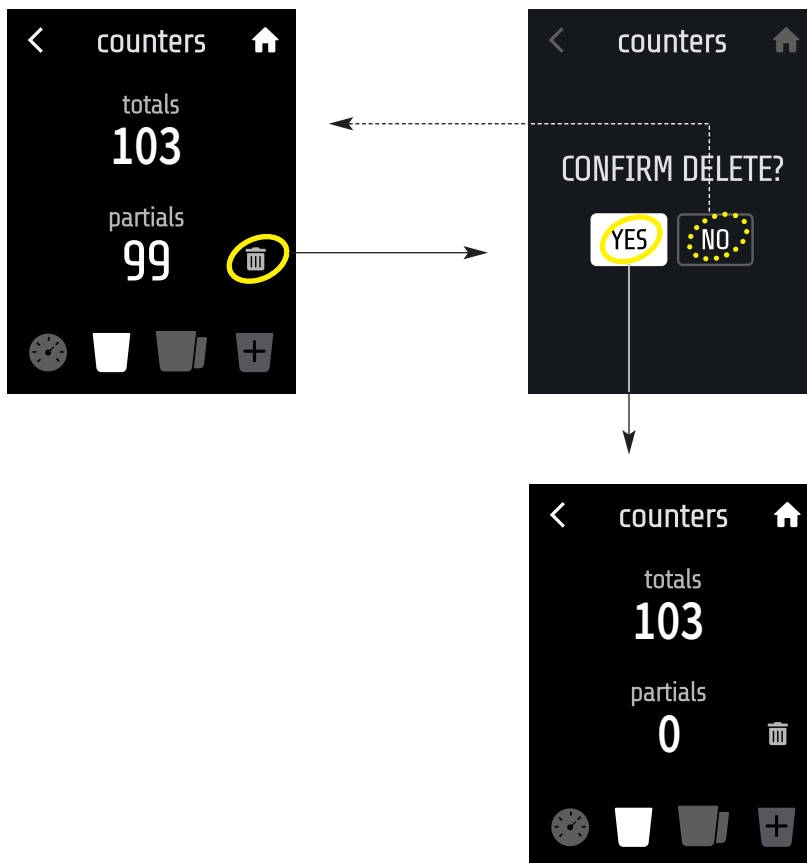 counters
totals
103
partials
99
counters
CONFIRM DELETE?
YES
NO
counters
totals
103
partials
0